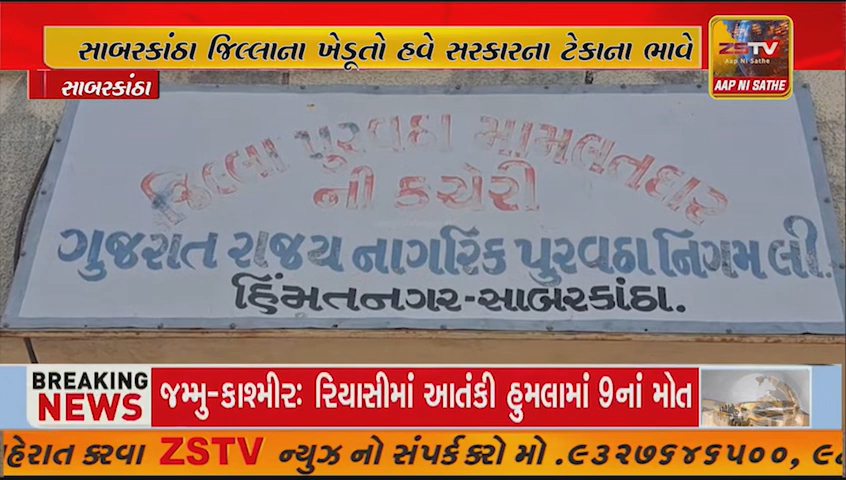 સાબરકાંઠા જિલ્લાના ખેડૂતો હવે સરકારના ટેકાના ભાવે
ZSTV
Aap Ni Sathe
AAP NI SATHE
સાબરકાંઠા
જિલ્લા પુરવઠા મામલતદાર
ની કચેરી
ગુજરાત રાજય નાગરિક પુરવઠા નિગમ લી.
હિંમતનગર-સાબરકાંઠા.
BREAKING NEWS
જમ્મુ-કાશ્મીરઃ રિયાસીમાં આતંકી હુમલામાં 9નાં મોત
હેરાત કરવા ZSTV ન્યુઝ નો સંપર્ક કરો મો .૯૩૨૭૬૪૬૫૦૦,